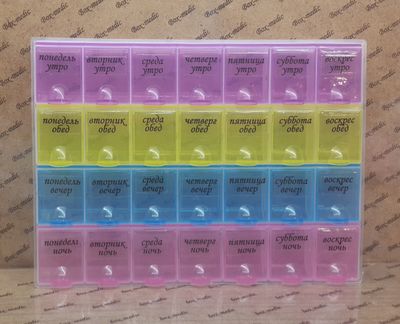 понедель вторник среда четверг пятница суббота воскрес
утро утро утро утро утро утро утро
понедель вторник среда четверг пятница суббота воскрес
обед обед обед обед обед обед обед
понедель вторник среда четверг пятница суббота воскрес
вечер вечер вечер вечер вечер вечер вечер
понедель вторник среда четверг пятница суббота воскрес
ночь ночь ночь ночь ночь ночь ночь
Box-medic